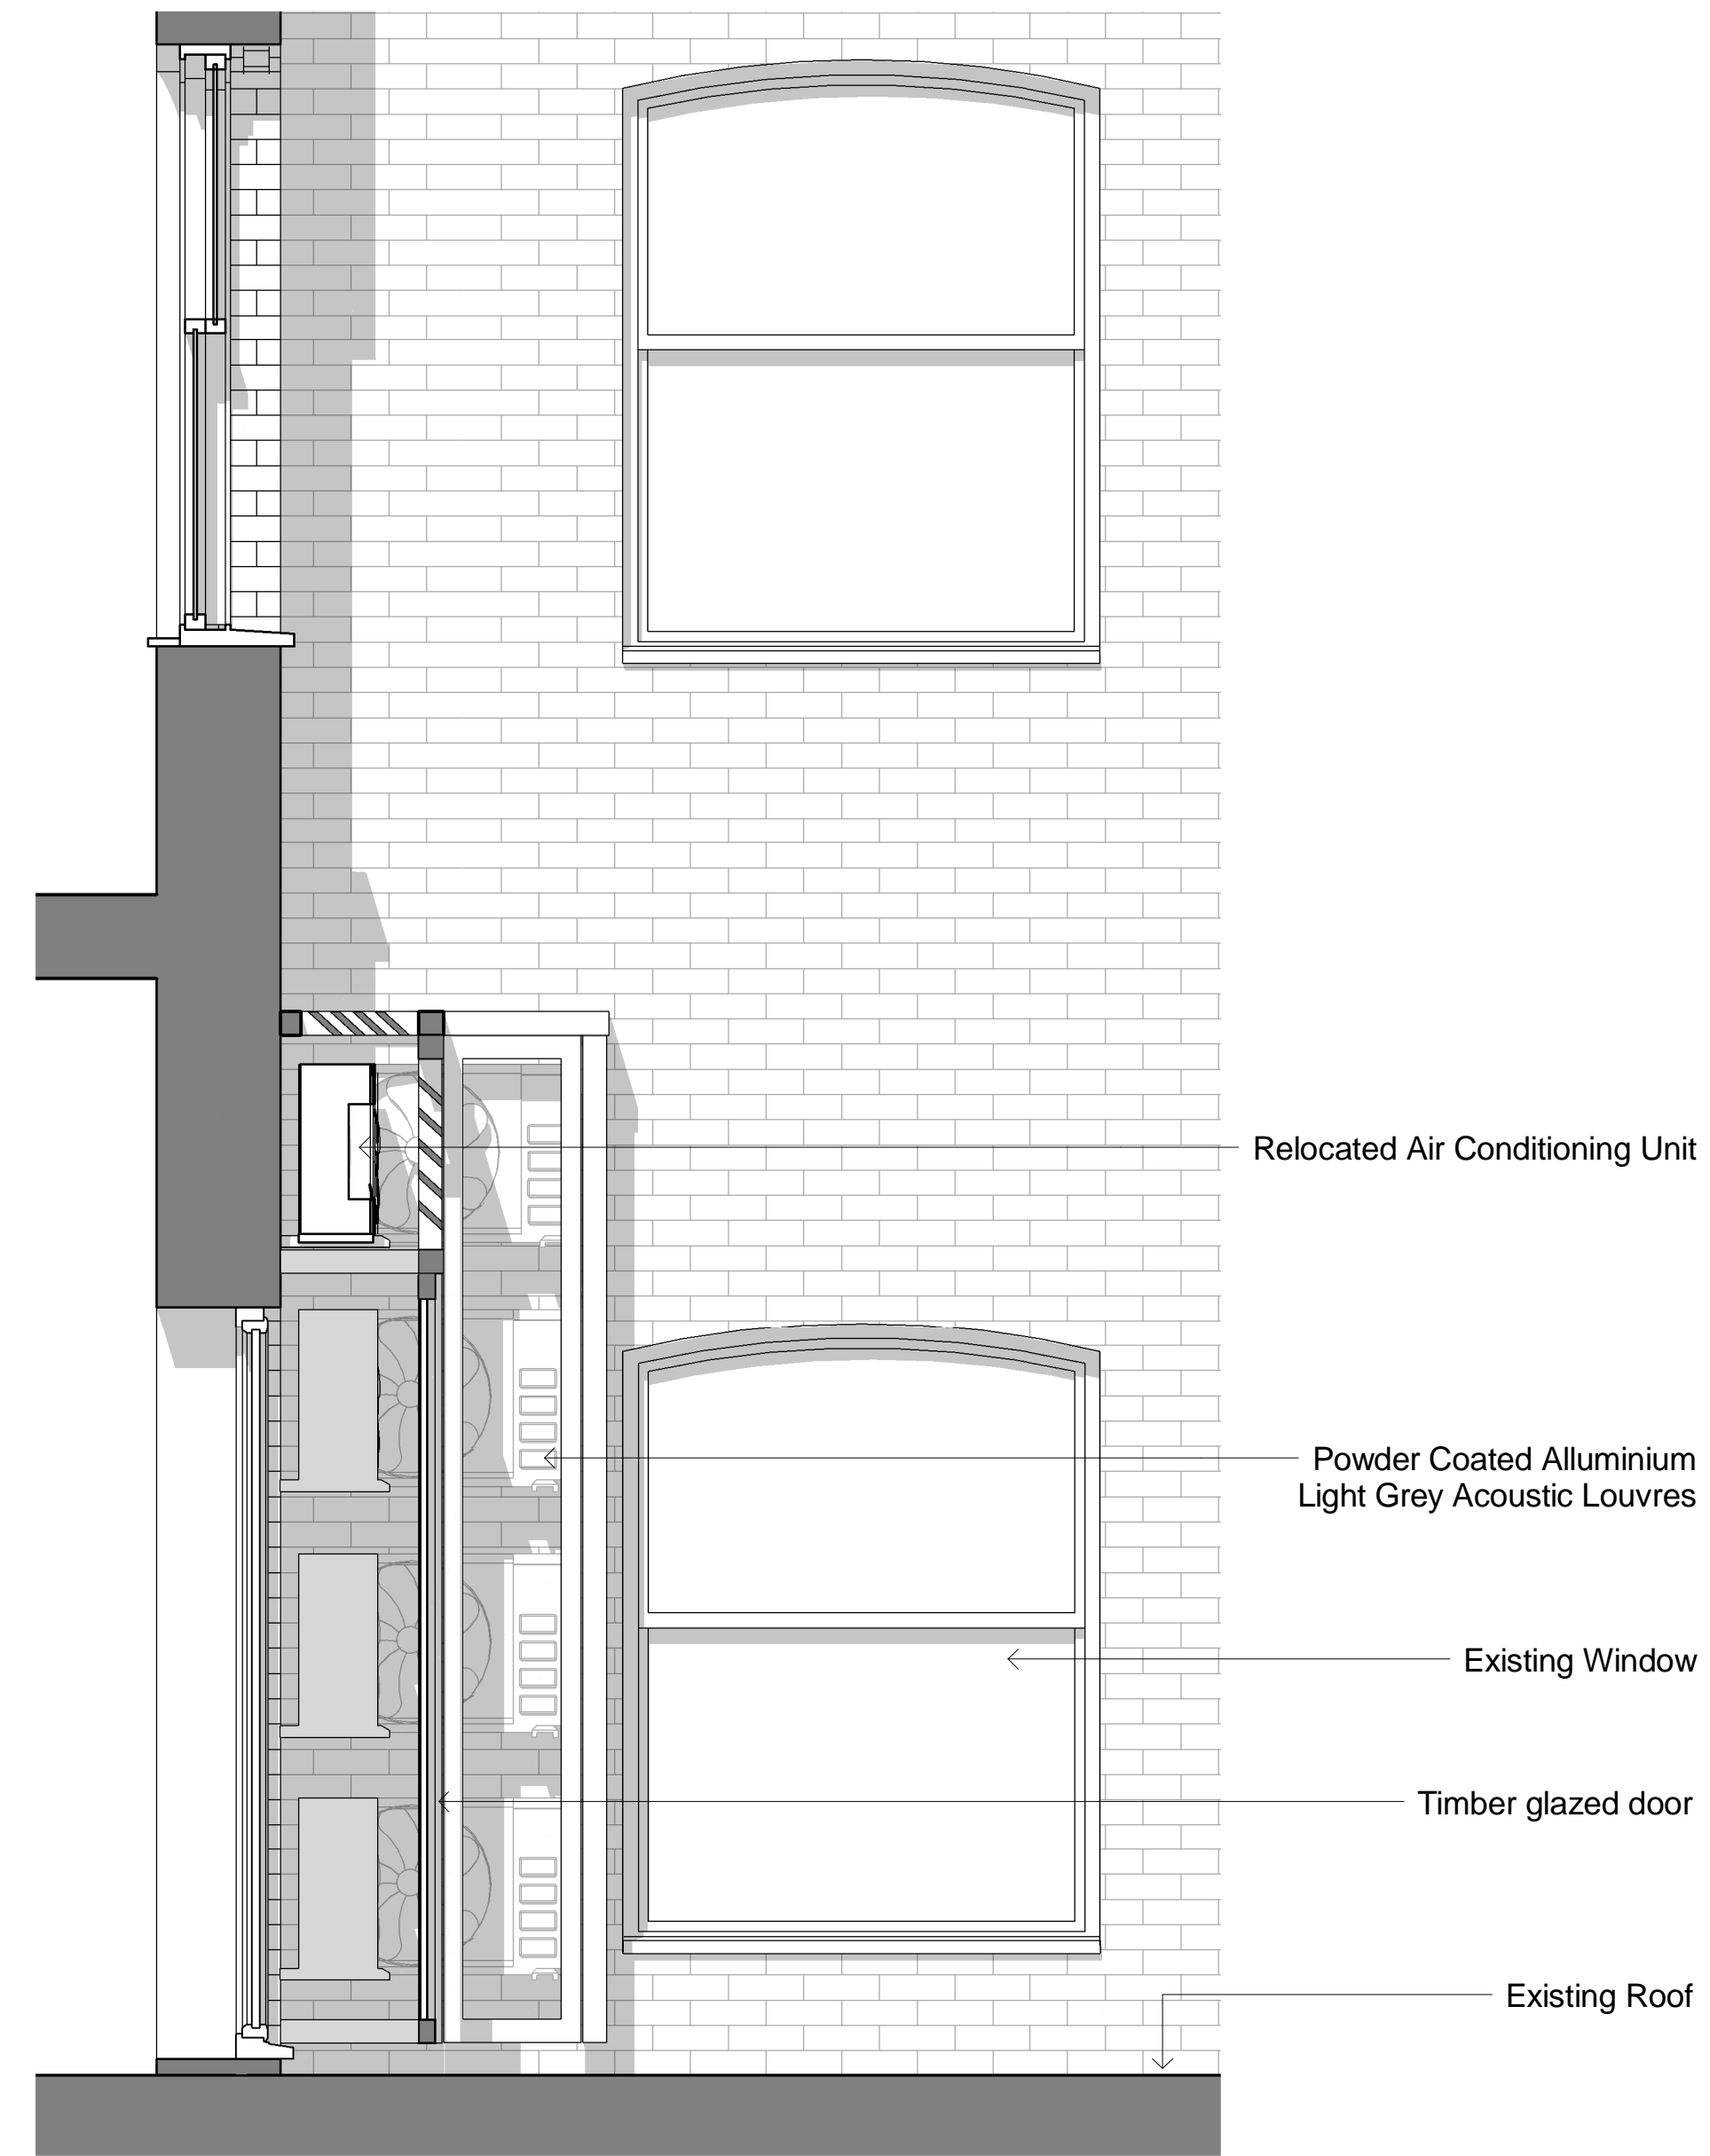 Relocated Air Conditioning Unit
Powder Coated Alluminium
Light Grey Acoustic Louvres
Existing Window
Timber glazed door
Existing Roof